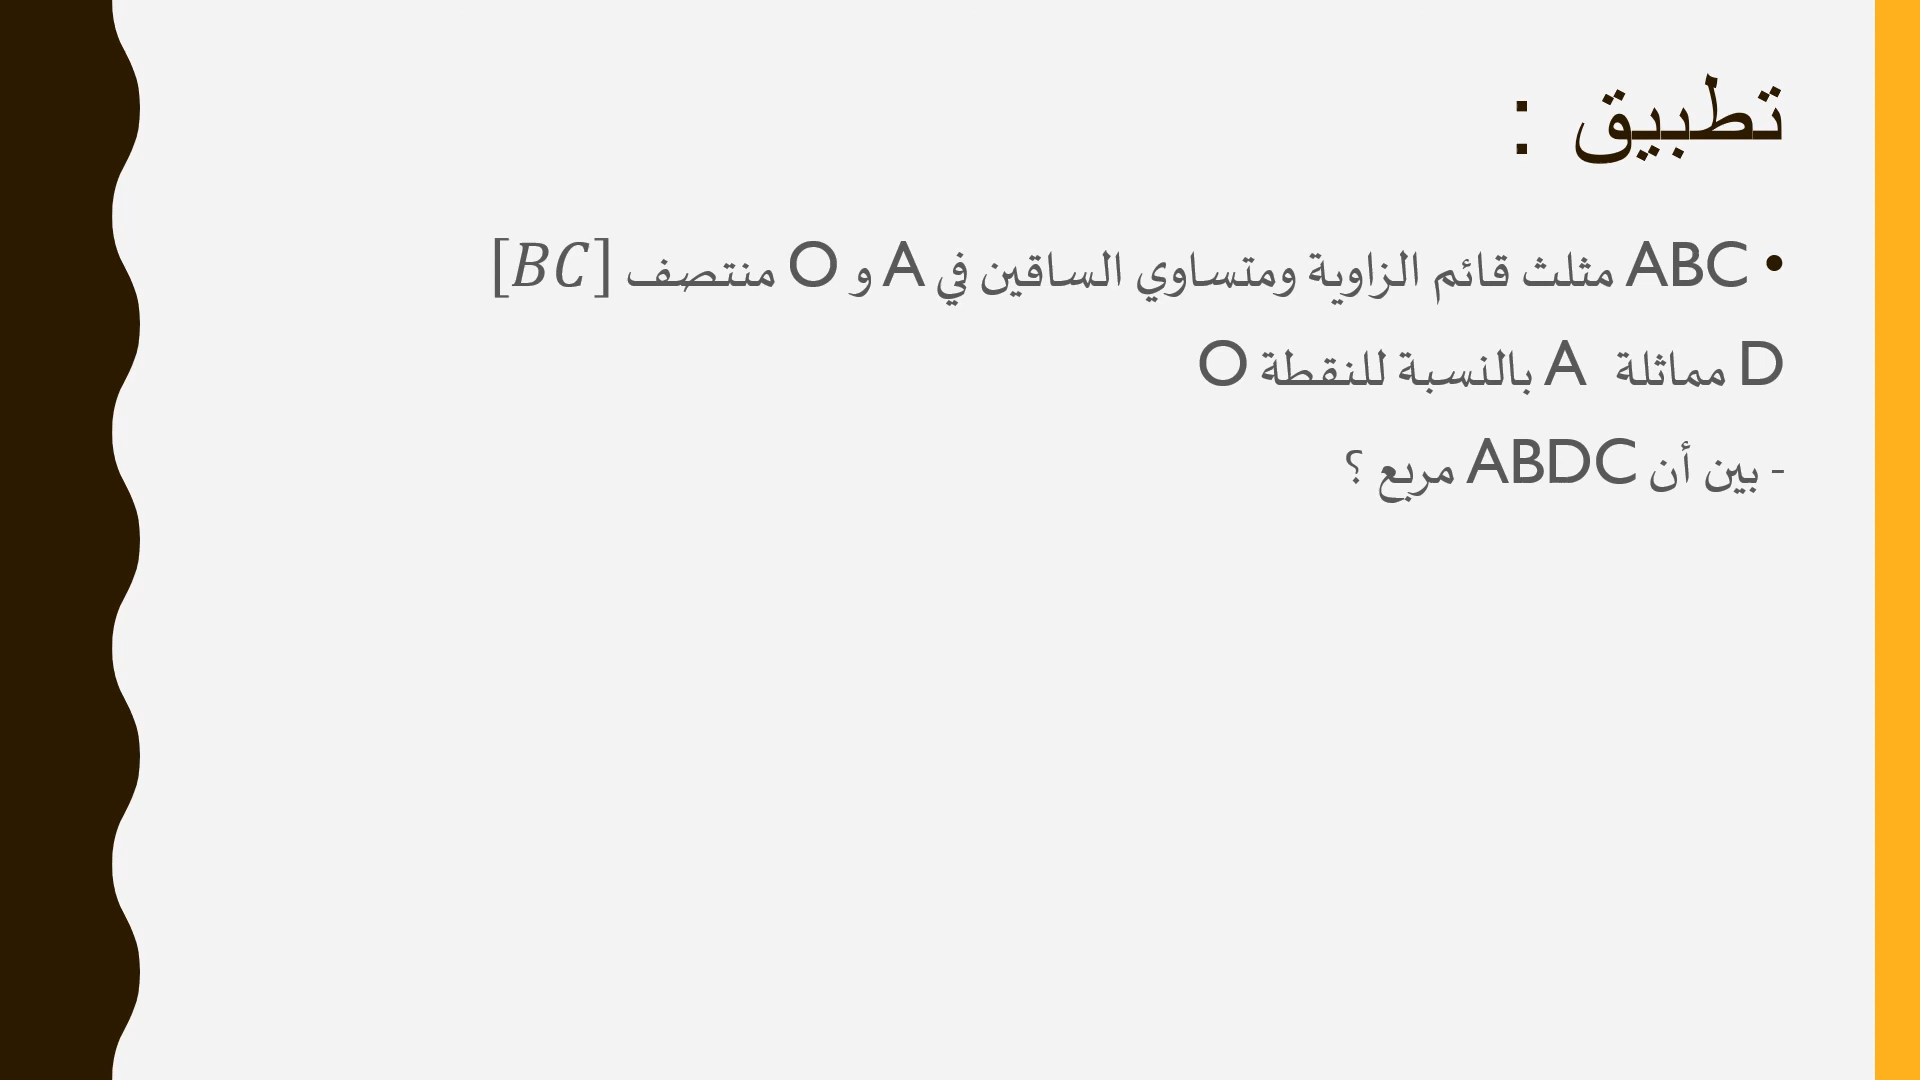 تطبيق :
• ABC مثلث قائم الزاوية ومتساوي الساقين في A و O منتصف [BC]
D مماثلة A بالنسبة للنقطة O
- بين أن ABDC مربع ؟